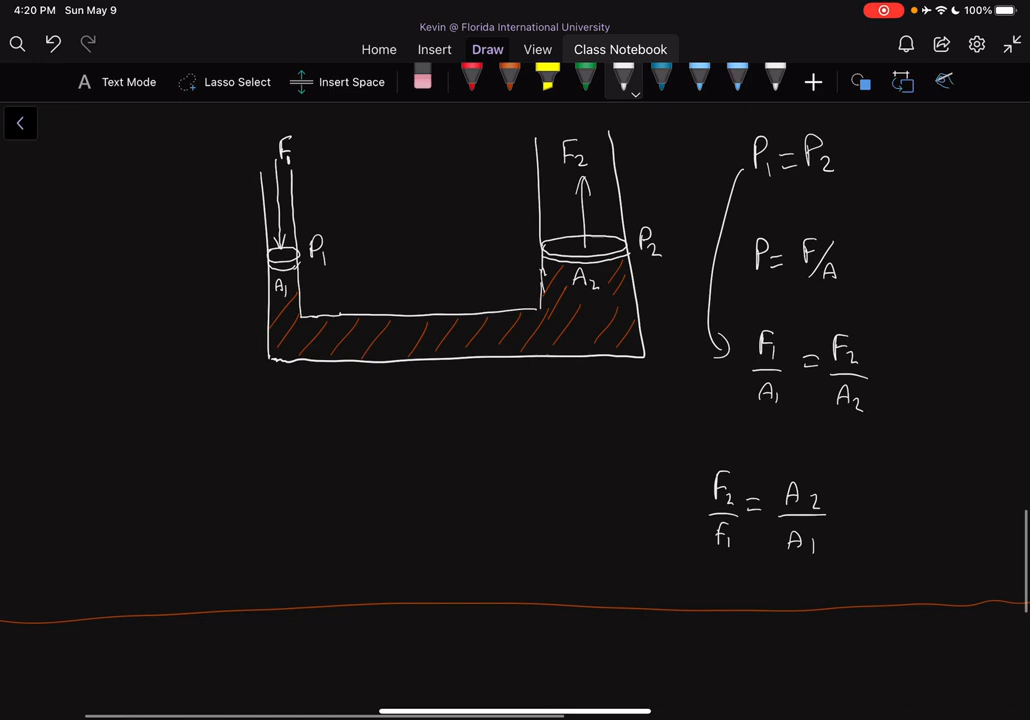 4:20 PM Sun May 9
100%
Kevin @ Florida International University
Home Insert Draw View Class Notebook
A Text Mode Lasso Select Insert Space
F₁
P₁
A₁
F₂
P₂
A₂
P₁ = P₂
P = F/A
F₁/A₁ = F₂/A₂
F₂/F₁ = A₂/A₁